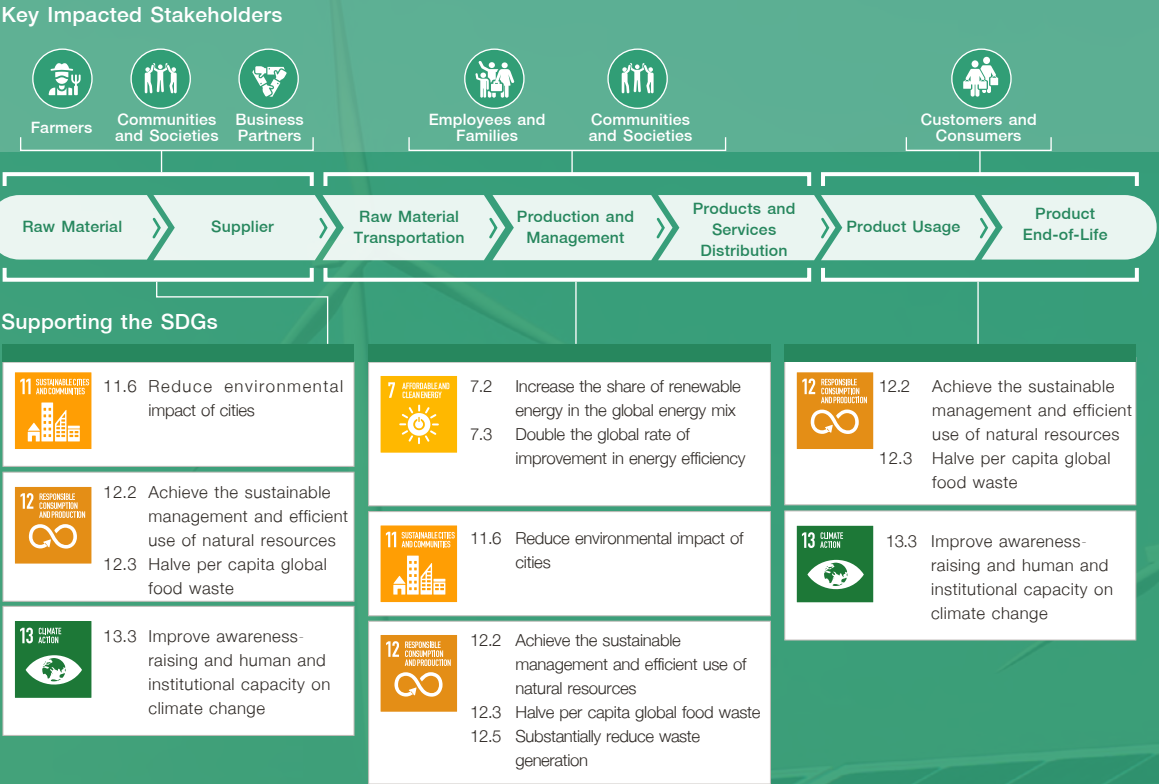 Key Impacted Stakeholders
Farmers
Communities
and Societies
Business
Partners
Employees and
Families
Communities
and Societies
Customers and
Consumers
Raw Material
Supplier
Raw Material
Transportation
Production and
Management
Products and
Services
Distribution
Product Usage
Product
End-of-Life
Supporting the SDGs
11 SUSTAINABLE CITIES
AND COMMUNITIES
11.6 Reduce environmental
impact of cities
12 RESPONSIBLE
CONSUMPTION
AND PRODUCTION
12.2 Achieve the sustainable
management and efficient
use of natural resources
12.3 Halve per capita global
food waste
13 CLIMATE
ACTION
13.3 Improve awareness-
raising and human and
institutional capacity on
climate change
7 AFFORDABLE AND
CLEAN ENERGY
7.2 Increase the share of renewable
energy in the global energy mix
7.3 Double the global rate of
improvement in energy efficiency
11 SUSTAINABLE CITIES
AND COMMUNITIES
11.6 Reduce environmental impact of
cities
12 RESPONSIBLE
CONSUMPTION
AND PRODUCTION
12.2 Achieve the sustainable
management and efficient use of
natural resources
12.3 Halve per capita global food waste
12.5 Substantially reduce waste
generation
12 RESPONSIBLE
CONSUMPTION
AND PRODUCTION
12.2 Achieve the sustainable
management and efficient
use of natural resources
12.3 Halve per capita global
food waste
13 CLIMATE
ACTION
13.3 Improve awareness-
raising and human and
institutional capacity on
climate change